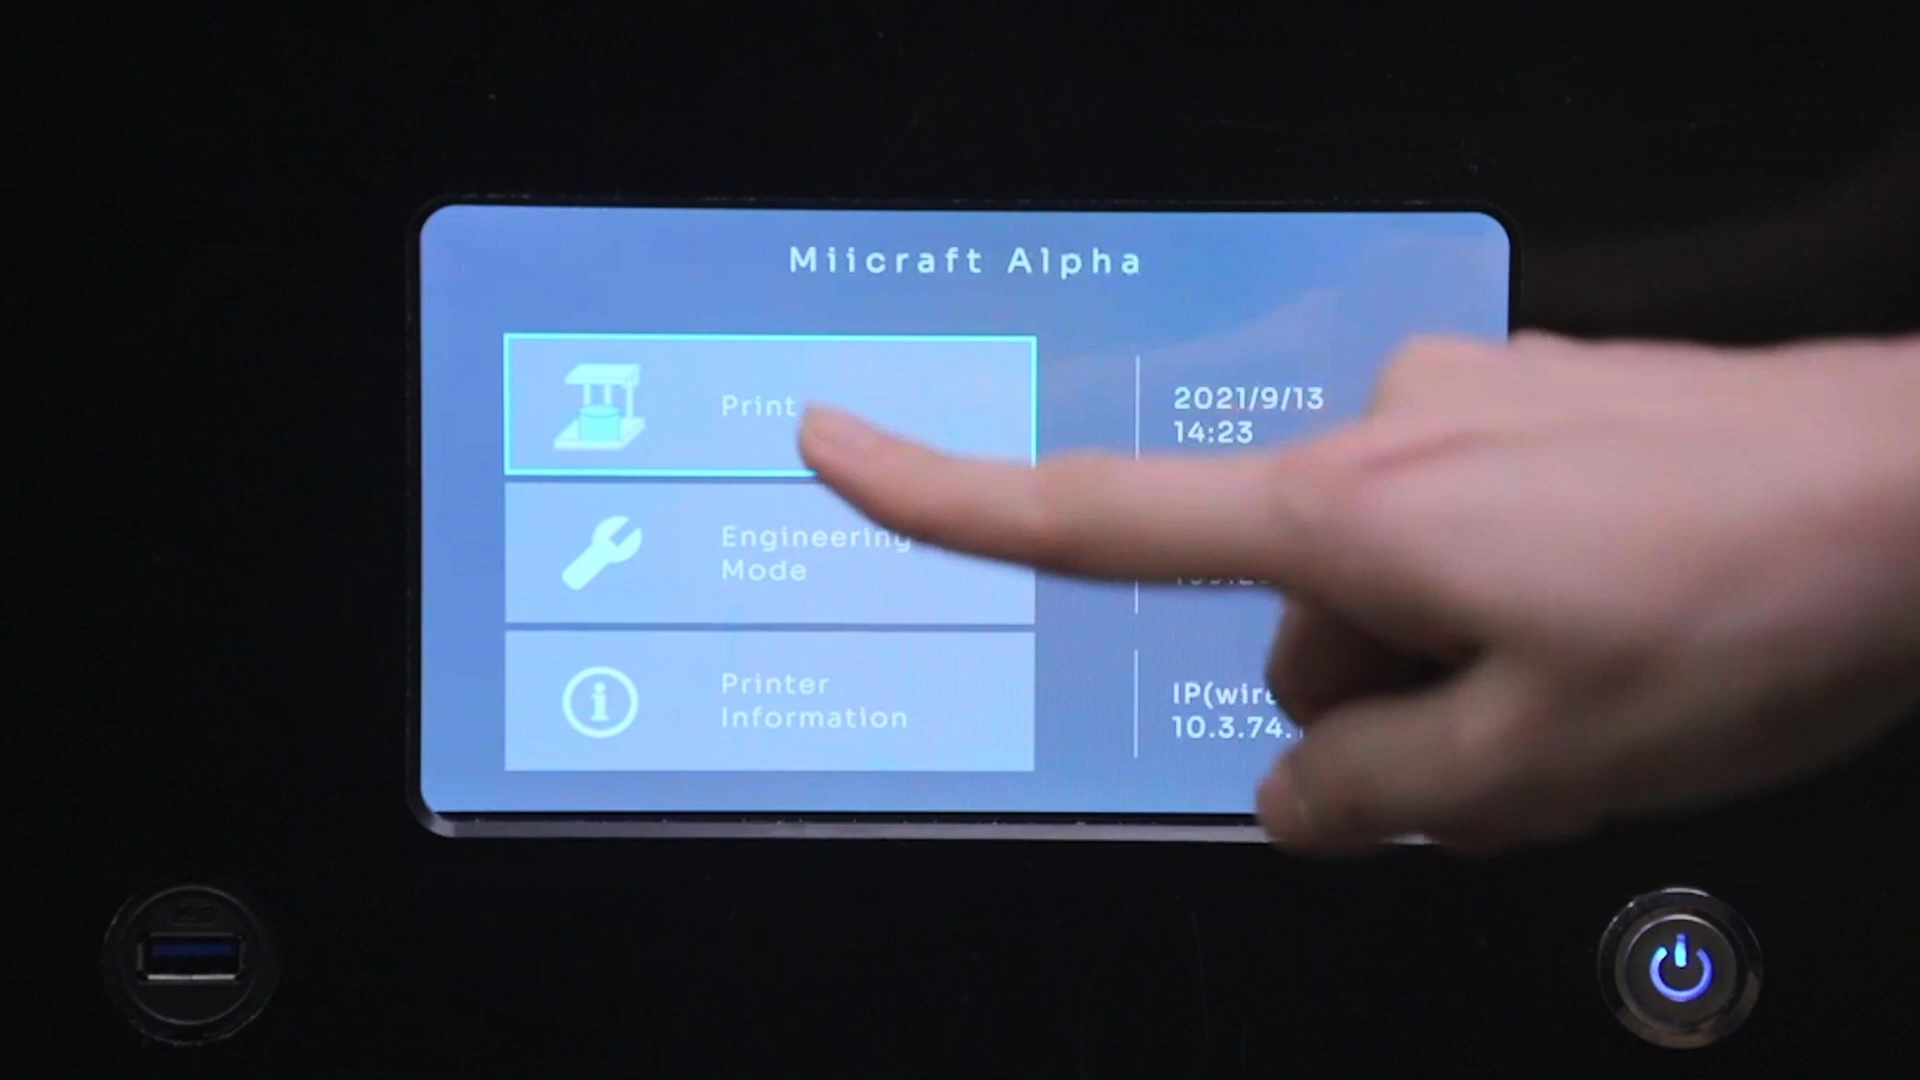 Miicraft Alpha
Print
2021/9/13
14:23
Engineering
Mode
Printer
Information
IP(wire
10.3.74.